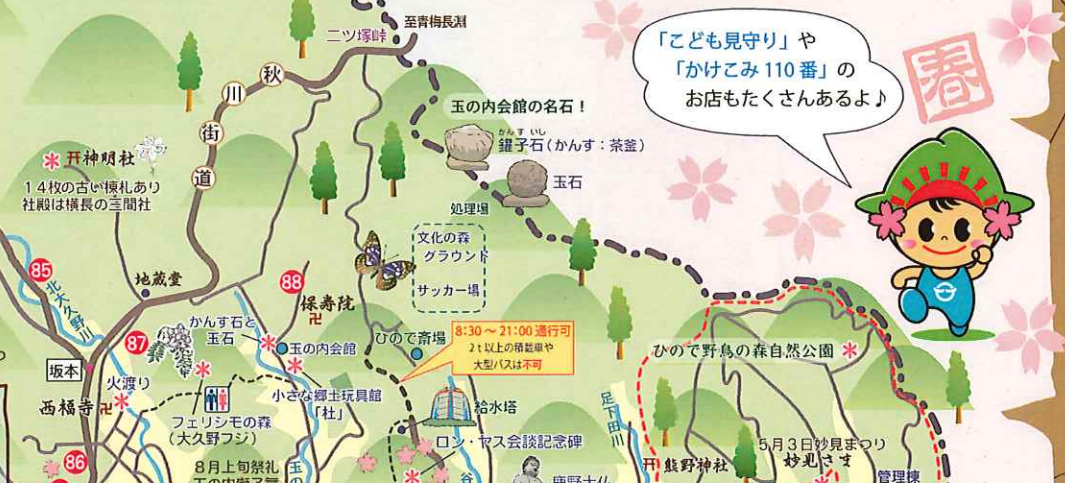 至青梅長淵
二ツ塚峠
秋
川
街
道
「こども見守り」や
「かけこみ 110 番」の
お店もたくさんあるよ♪
春
玉の内会館の名石！
かんす いし
鑵子石(かんす：茶釜)
玉石
処理場
文化の森
グラウンド
サッカー場
神明社
14枚の古い棟札あり
社殿は横長の三間社
85
北大久野川
地蔵堂
88
保寿院
卍
かんす石と
玉石
玉の内会館
87
坂本
火渡り
西福寺卍
86
フェリシモの森
(大久野フジ)
小さな郷土玩具館
「杜」
8月上旬祭礼
ひので斎場
8:30 ～ 21:00 通行可
2ｔ以上の積載車や
大型バスは不可
給水塔
ロン・ヤス会談記念碑
鹿野大仏
足下田川
ひので野鳥の森自然公園
熊野神社
5月3日妙見まつり
妙見さま
管理棟